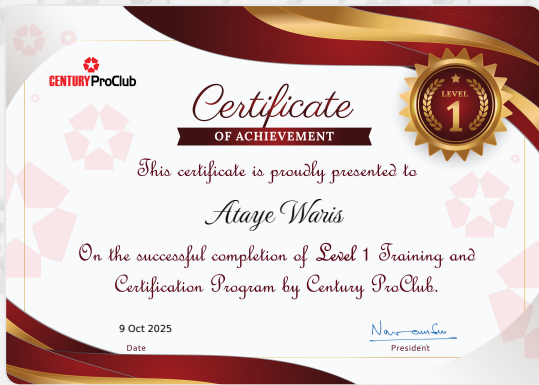 CENTURY ProClub
LEVEL
1
Certificate
OF ACHIEVEMENT
This certificate is proudly presented to
Ataye Waris
On the successful completion of Level 1 Training and
Certification Program by Century ProClub.
9 Oct 2025
Date
President